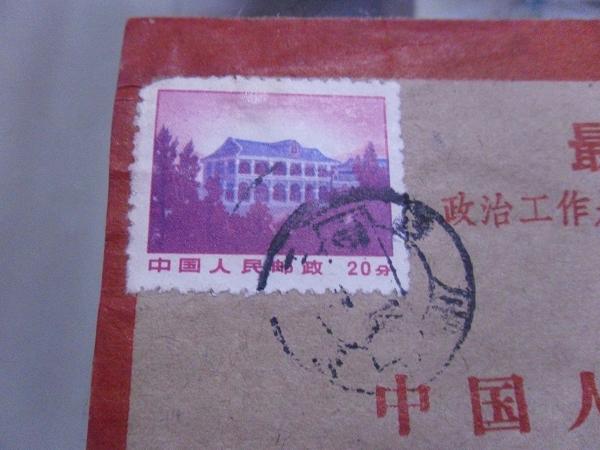 最
政治工作
中国人民邮政 20分
中国人